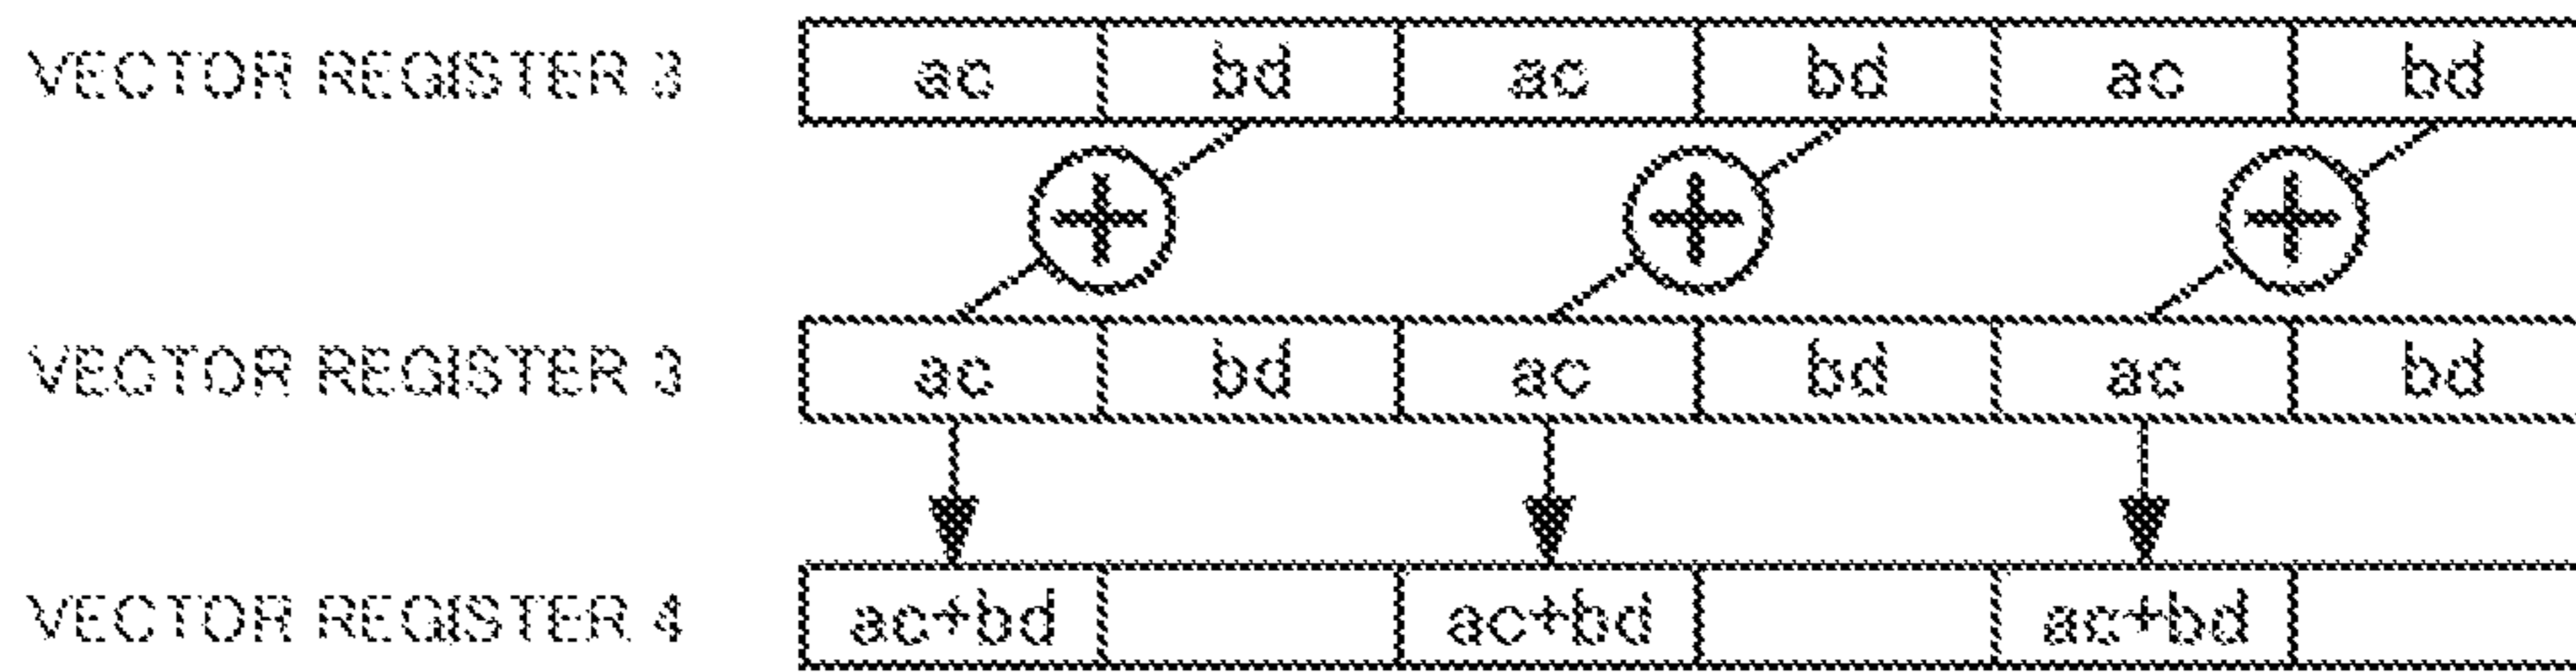 VECTOR REGISTER 3 ac bd ac bd ac bd
VECTOR REGISTER 3 ac bd ac bd ac bd
VECTOR REGISTER 4 ac+bd ac+bd ac+bd